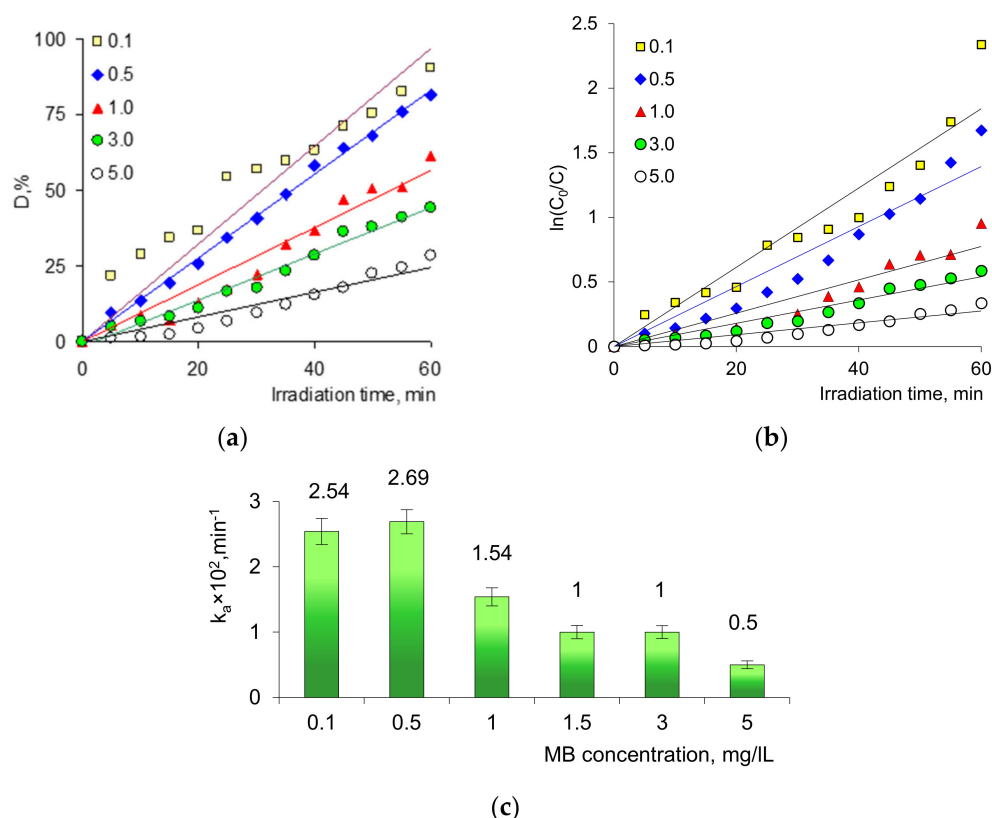 100
75
50
25
0
D,%
0.1
0.5
1.0
3.0
5.0
0 20 40 60
Irradiation time, min
(a)
2.5
2
1.5
1
0.5
0
ln(C₀/C)
0.1
0.5
1.0
3.0
5.0
0 20 40 60
Irradiation time, min
(b)
3
2
1
0
kₐ×10²,min⁻¹
2.54 2.69 1.54 1 1 0.5
0.1 0.5 1 1.5 3 5
MB concentration, mg/lL
(c)